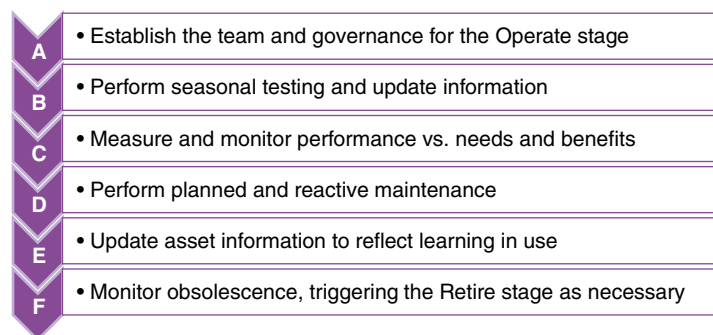 A • Establish the team and governance for the Operate stage
B • Perform seasonal testing and update information
C • Measure and monitor performance vs. needs and benefits
D • Perform planned and reactive maintenance
E • Update asset information to reflect learning in use
F • Monitor obsolescence, triggering the Retire stage as necessary